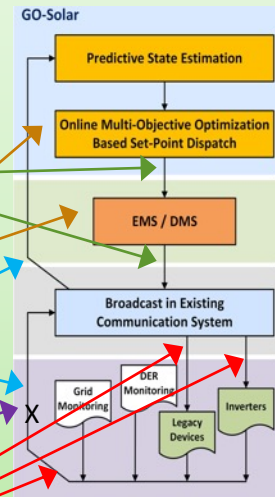 GO-Solar
Predictive State Estimation
Online Multi-Objective Optimization
Based Set-Point Dispatch
EMS / DMS
Broadcast in Existing
Communication System
X
Grid
Monitoring
DER
Monitoring
Legacy
Devices
Inverters